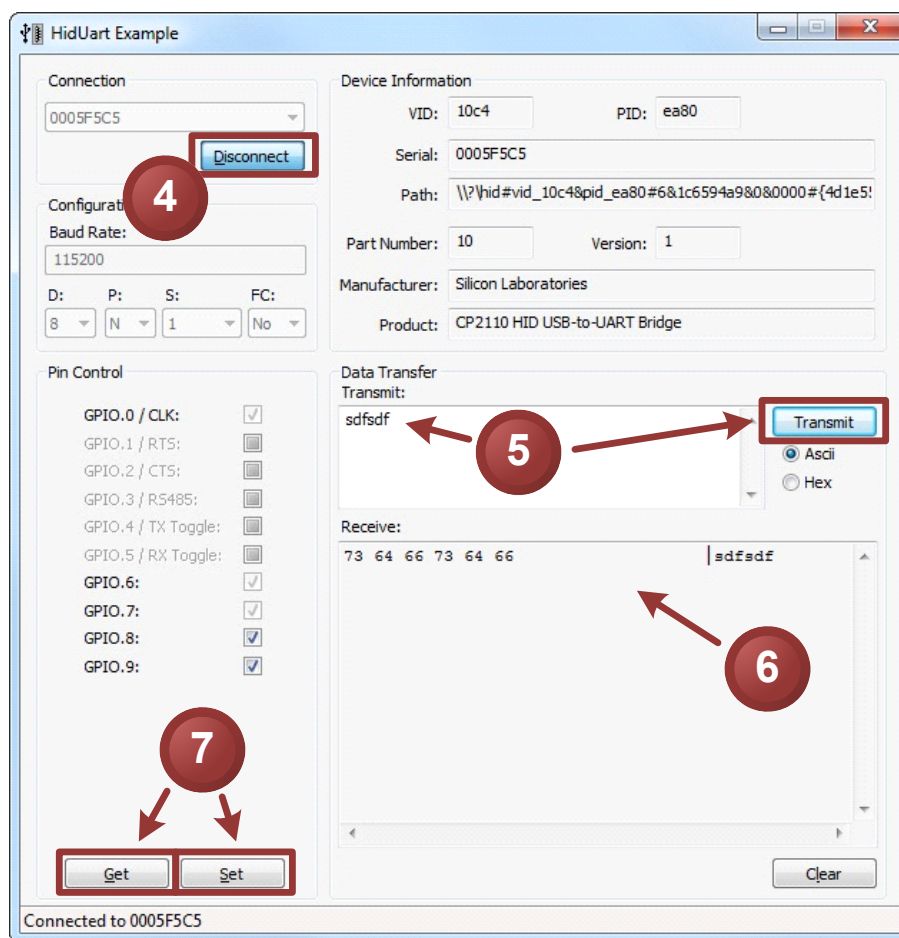 HidUart Example
Connection
0005F5C5
Disconnect
4
Configurati
Baud Rate:
115200
D: P: S: FC:
8 N 1 No
Device Information
VID: 10c4 PID: ea80
Serial: 0005F5C5
Path: \\?\hid#vid_10c4&pid_ea80#6&1c6594a9&0&0000#{4d1e5
Part Number: 10 Version: 1
Manufacturer: Silicon Laboratories
Product: CP2110 HID USB-to-UART Bridge
Pin Control
GPIO.0 / CLK:
GPIO.1 / RTS:
GPIO.2 / CTS:
GPIO.3 / RS485:
GPIO.4 / TX Toggle:
GPIO.5 / RX Toggle:
GPIO.6:
GPIO.7:
GPIO.8:
GPIO.9:
7
Get Set
Data Transfer
Transmit:
sdfsdf
5
Transmit
Ascii
Hex
Receive:
73 64 66 73 64 66 sdfsdf
6
Clear
Connected to 0005F5C5